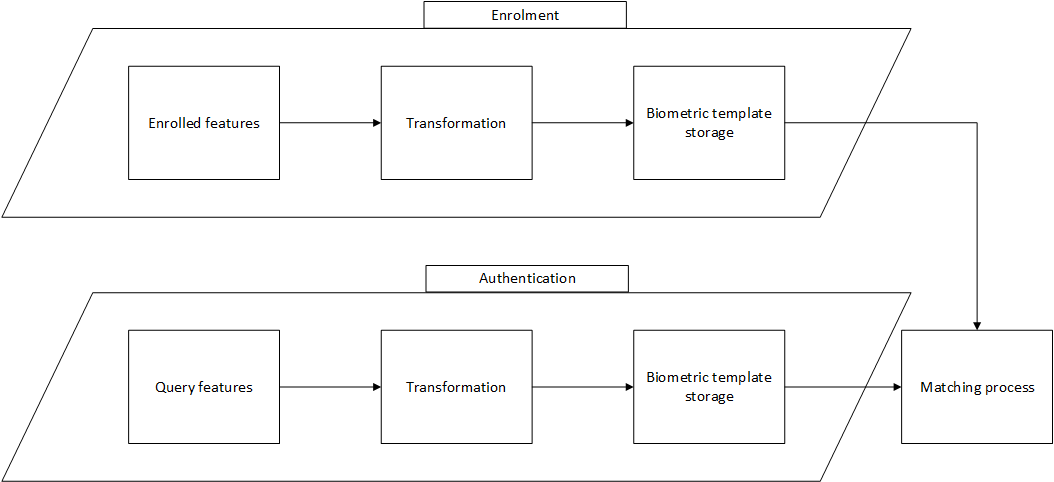 Enrolment
Enrolled features
Transformation
Biometric template
storage
Authentication
Query features
Transformation
Biometric template
storage
Matching process